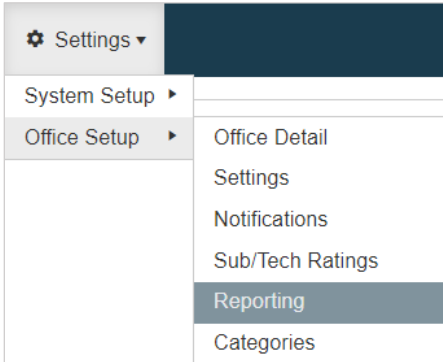 Settings
System Setup
Office Setup
Office Detail
Settings
Notifications
Sub/Tech Ratings
Reporting
Categories